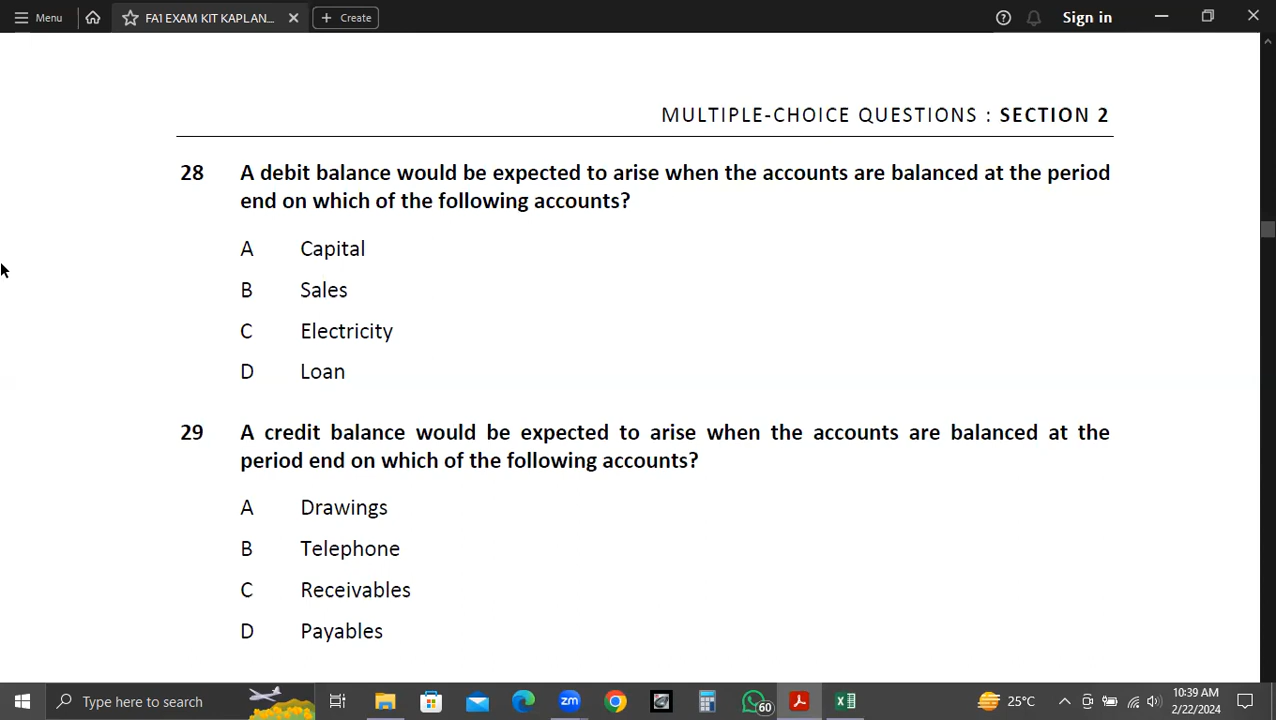 Menu
FA1 EXAM KIT KAPLAN...
Create
Sign in
MULTIPLE-CHOICE QUESTIONS : SECTION 2
28 A debit balance would be expected to arise when the accounts are balanced at the period
end on which of the following accounts?
A Capital
B Sales
C Electricity
D Loan
29 A credit balance would be expected to arise when the accounts are balanced at the
period end on which of the following accounts?
A Drawings
B Telephone
C Receivables
D Payables
Type here to search
zm
60
25°C
10:39 AM
2/22/2024